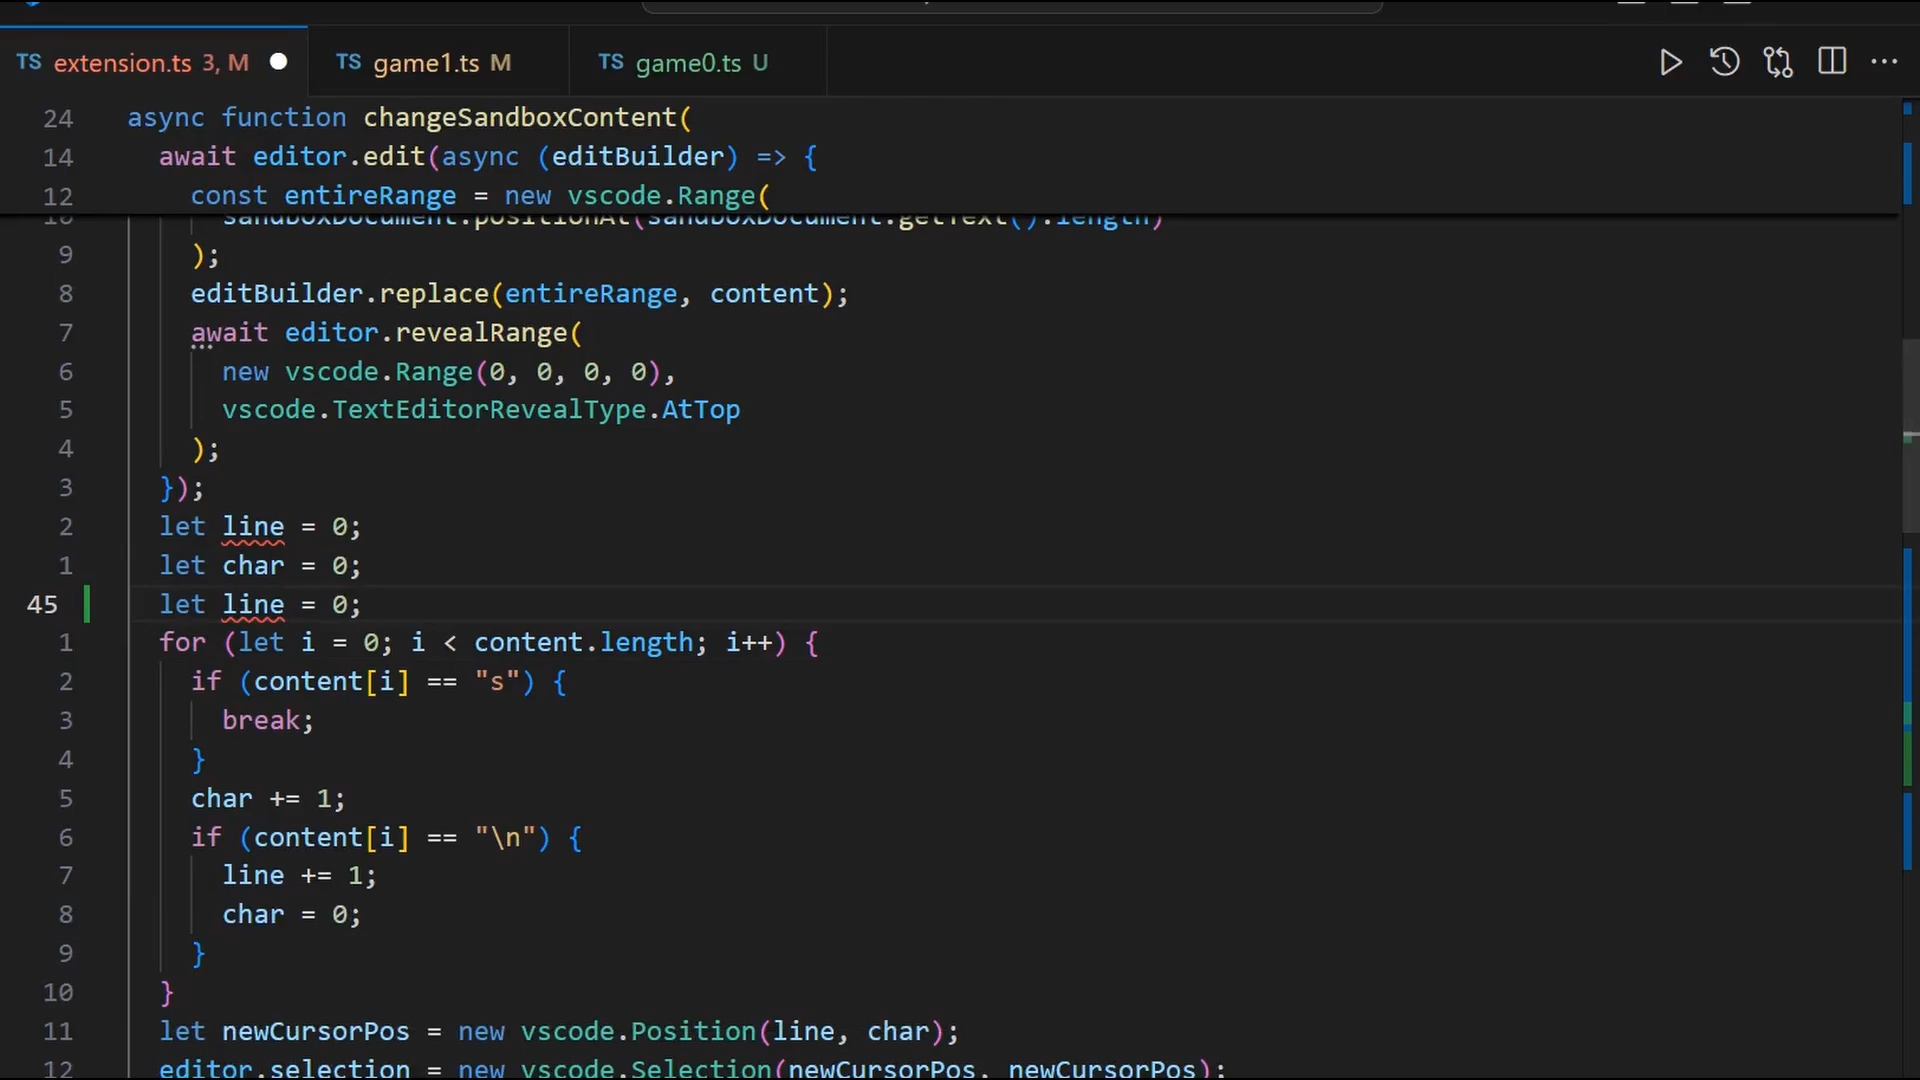 TS extension.ts 3, M ● TS game1.ts M TS game0.ts U
24 async function changeSandboxContent(
14 await editor.edit(async (editBuilder) => {
12 const entireRange = new vscode.Range(
10 sandboxDocument.positionAt(sandboxDocument.getText().length)
9 );
8 editBuilder.replace(entireRange, content);
7 await editor.revealRange(
6 new vscode.Range(0, 0, 0, 0),
5 vscode.TextEditorRevealType.AtTop
4 );
3 });
2 let line = 0;
1 let char = 0;
45 let line = 0;
1 for (let i = 0; i < content.length; i++) {
2 if (content[i] == "s") {
3 break;
4 }
5 char += 1;
6 if (content[i] == "\n") {
7 line += 1;
8 char = 0;
9 }
10 }
11 let newCursorPos = new vscode.Position(line, char);
12 editor.selection = new vscode.Selection(newCursorPos, newCursorPos);